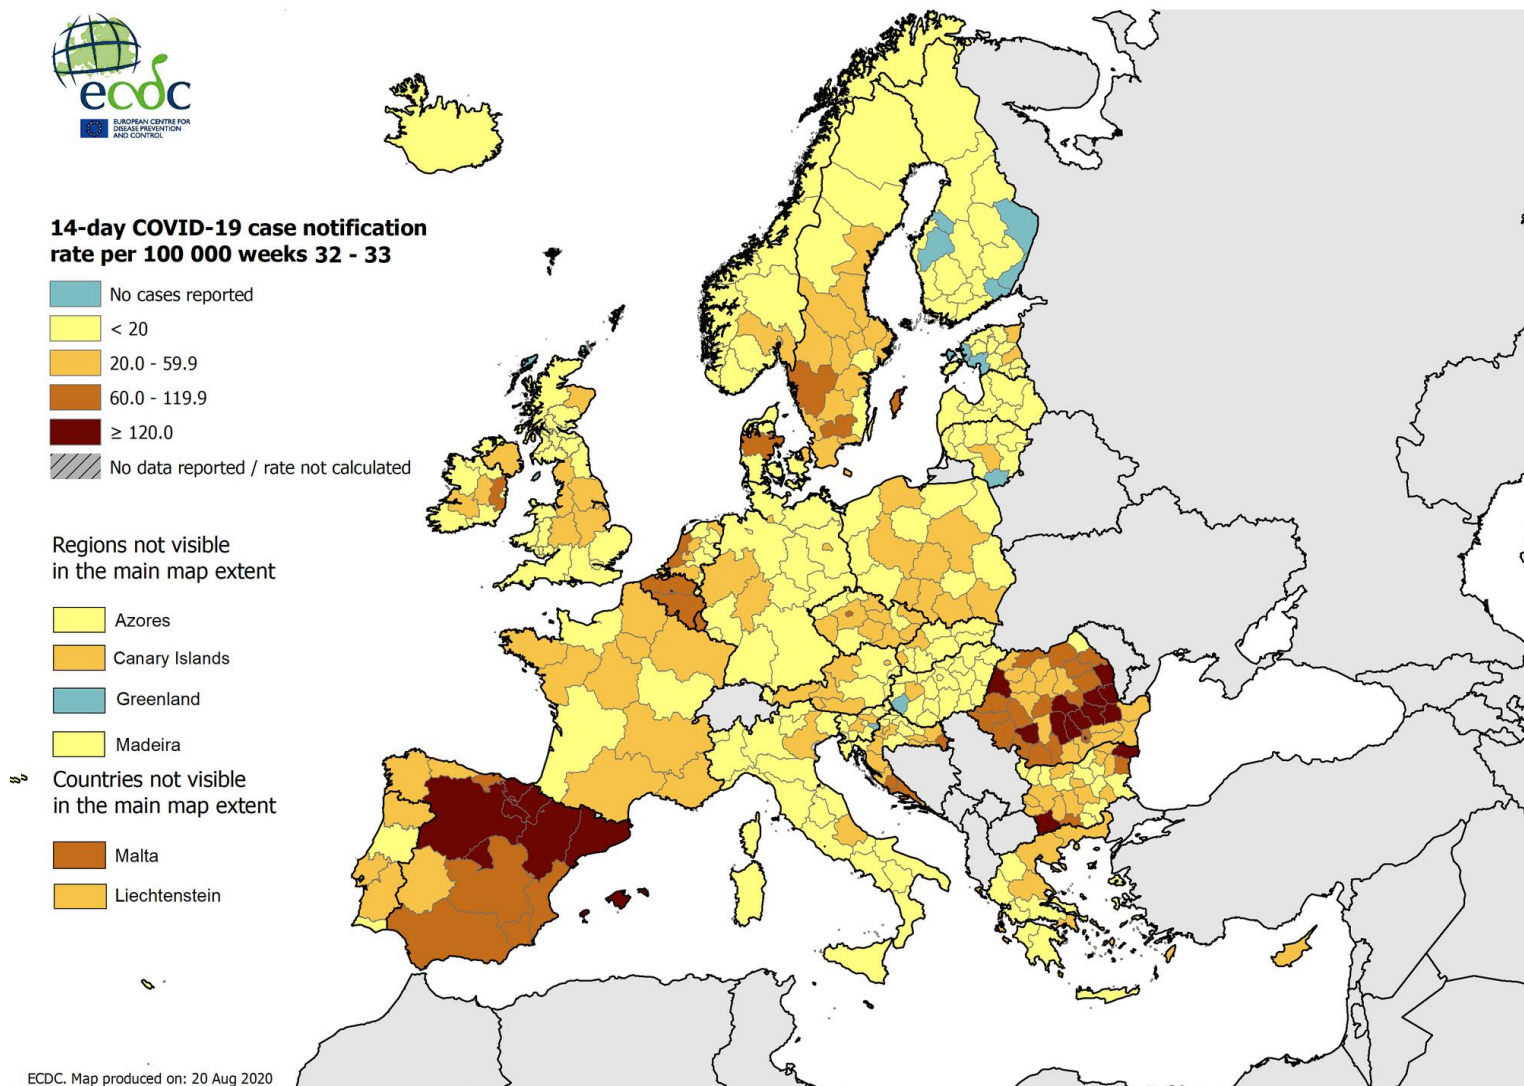 ecdc
EUROPEAN CENTRE FOR
DISEASE PREVENTION
AND CONTROL
14-day COVID-19 case notification
rate per 100 000 weeks 32 - 33
No cases reported
< 20
20.0 - 59.9
60.0 - 119.9
≥ 120.0
No data reported / rate not calculated
Regions not visible
in the main map extent
Azores
Canary Islands
Greenland
Madeira
Countries not visible
in the main map extent
Malta
Liechtenstein
ECDC. Map produced on: 20 Aug 2020